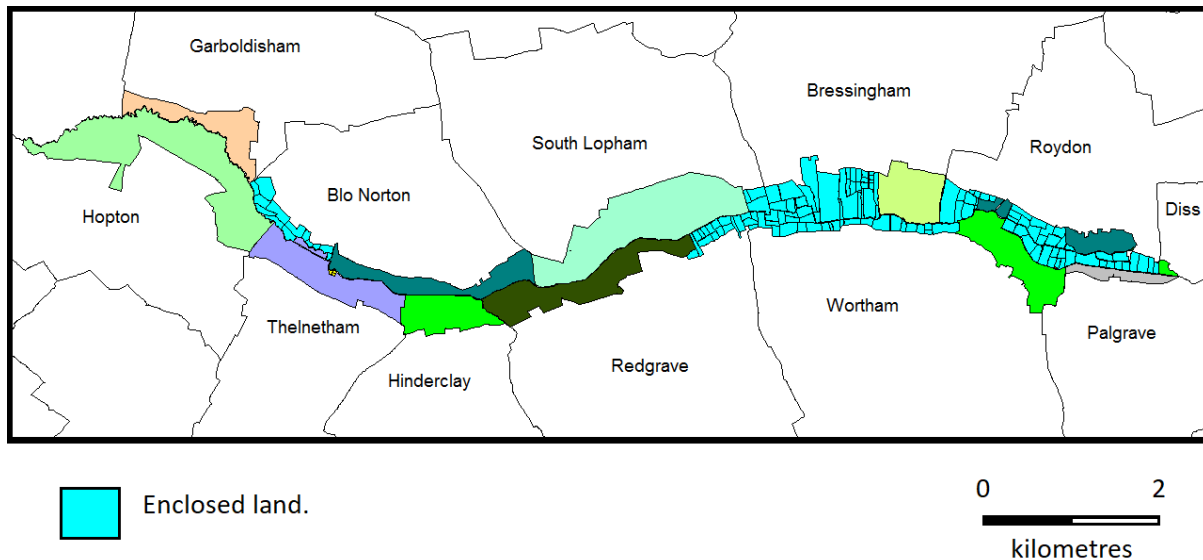 Garboldisham
Bressingham
South Lopham
Roydon
Blo Norton
Hopton
Diss
Thelnetham
Wortham
Palgrave
Redgrave
Hinderclay
Enclosed land.
0 2
kilometres